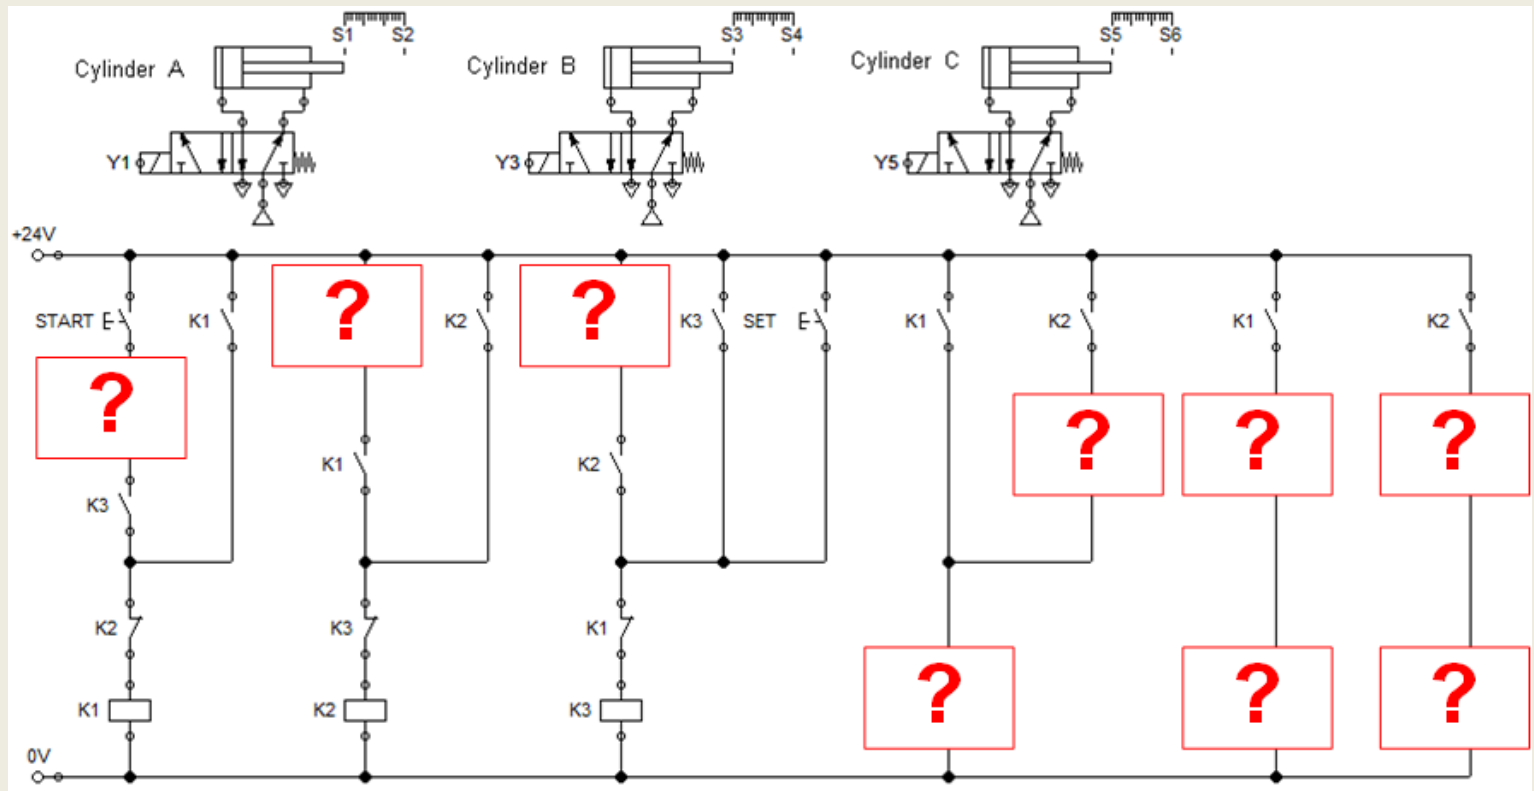 S1 S2
S3 S4
S5 S6
Cylinder A
Cylinder B
Cylinder C
Y1
Y3
Y5
+24V
START
K1
?
K2
?
K3
SET
K1
K2
K1
K2
?
?
?
?
K3
K1
K2
K2
K3
K1
?
?
?
K1
K2
K3
0V